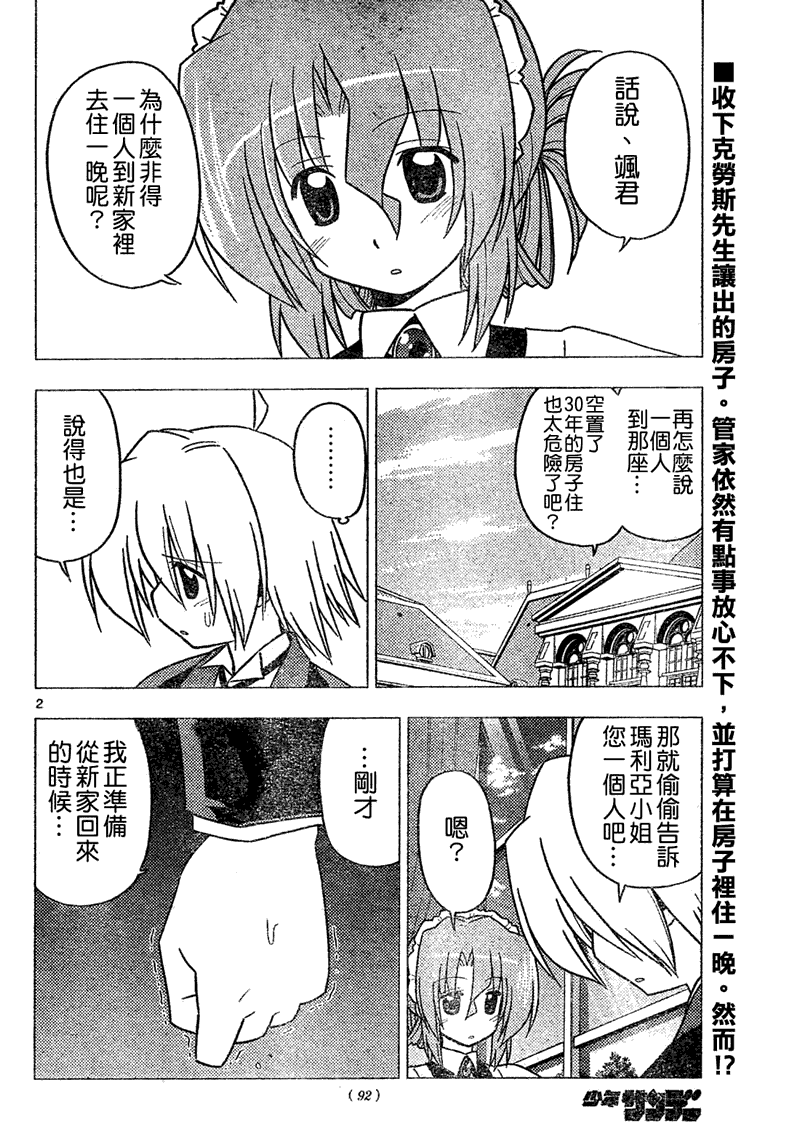 ■收下克勞斯先生讓出的房子。管家依然有點事放心不下，並打算在房子裡住一晚。然而!?
話說、颯君
為什麼非得
一個人到新家裡
去住一晚呢？
再怎麼說
一個人
到那座…
空置了
30年的房子住
也太危險了吧？
………
說得也是…
2
那就偷偷告訴
瑪利亞小姐
您一個人吧…
嗯？
…剛才
我正準備
從新家回來
的時候…
(92)
少年サンデー